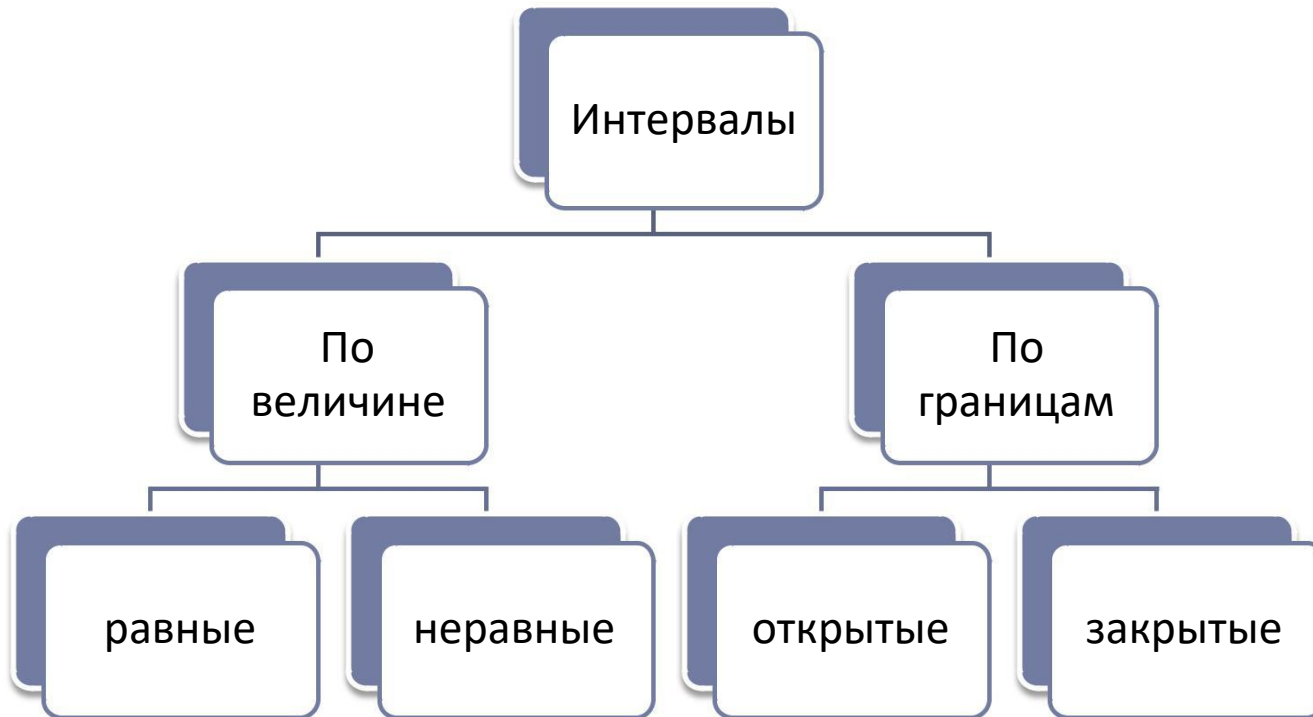 Интервалы
По
величине
По
границам
равные
неравные
открытые
закрытые